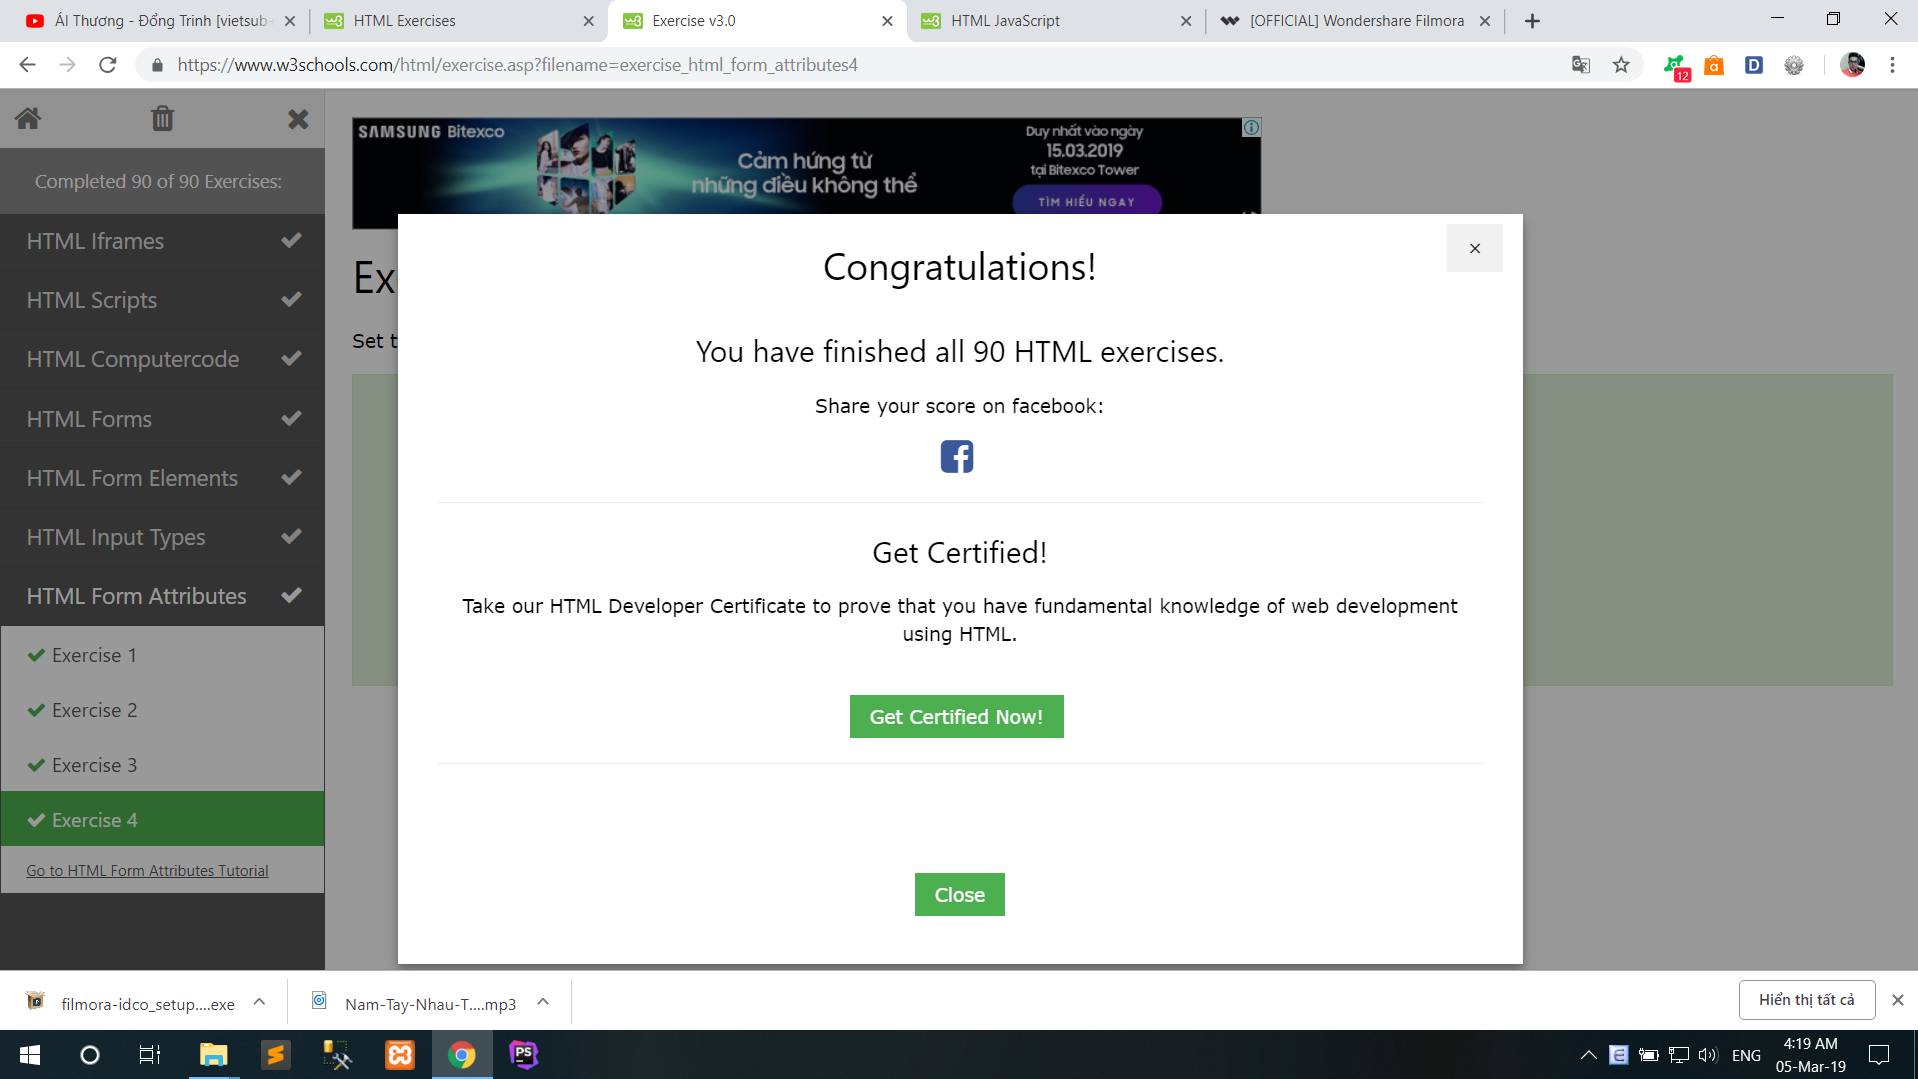 Ái Thương - Đổng Trinh [vietsub
HTML Exercises
Exercise v3.0
HTML JavaScript
[OFFICIAL] Wondershare Filmora
https://www.w3schools.com/html/exercise.asp?filename=exercise_html_form_attributes4
12
a
D
Completed 90 of 90 Exercises:
HTML Iframes
HTML Scripts
HTML Computercode
HTML Forms
HTML Form Elements
HTML Input Types
HTML Form Attributes
Exercise 1
Exercise 2
Exercise 3
Exercise 4
Go to HTML Form Attributes Tutorial
SAMSUNG Bitexco
Cảm hứng từ
những điều không thể
Duy nhất vào ngày
15.03.2019
tại Bitexco Tower
TÌM HIỂU NGAY
Ex
Set t
Congratulations!
You have finished all 90 HTML exercises.
Share your score on facebook:
Get Certified!
Take our HTML Developer Certificate to prove that you have fundamental knowledge of web development
using HTML.
Get Certified Now!
Close
filmora-idco_setup....exe
Nam-Tay-Nhau-T....mp3
Hiển thị tất cả
PS
E
ENG
4:19 AM
05-Mar-19